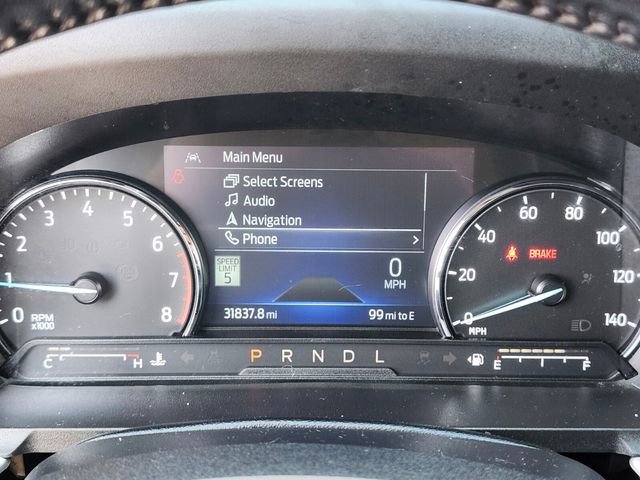 Main Menu
Select Screens
Audio
Navigation
Phone >
SPEED
LIMIT
5
0
MPH
31837.8 mi
99 mi to E
0 1 2 3 4 5 6 7 8
RPM
x1000
0 20 40 60 80 100 120 140
BRAKE
MPH
C H
P R N D L
E F